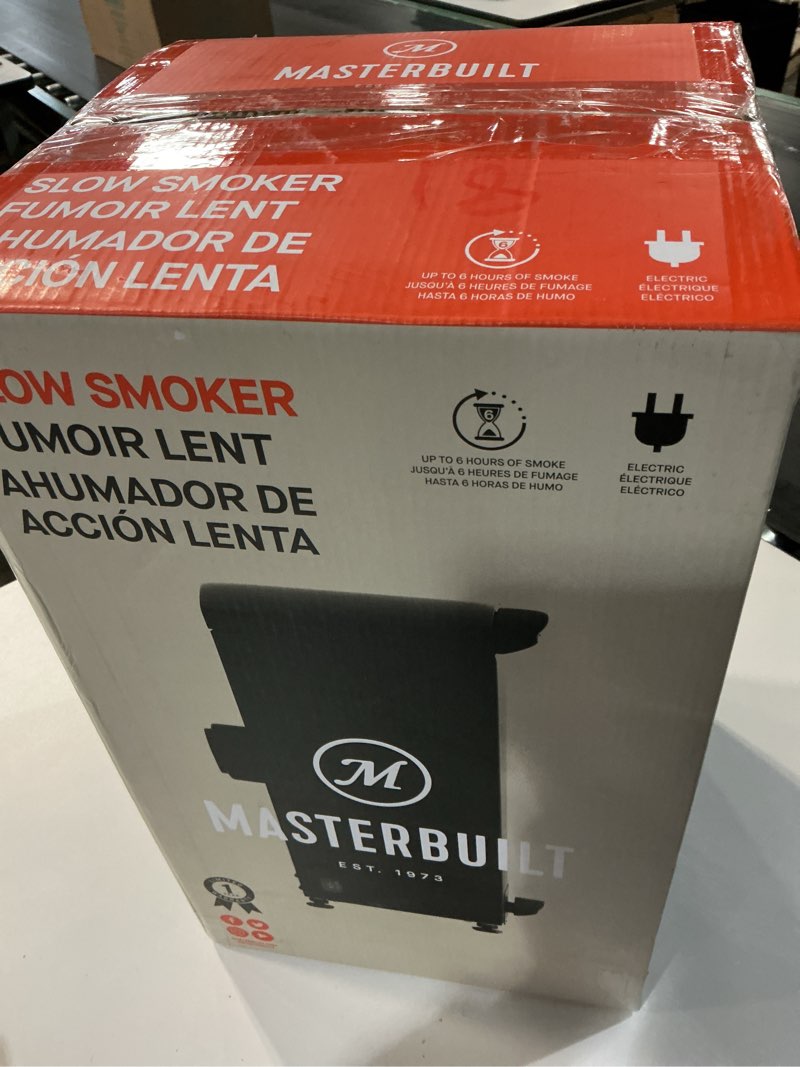 M
MASTERBUILT
SLOW SMOKER
FUMOIR LENT
HUMADOR DE
CIÓN LENTA
6
UP TO 6 HOURS OF SMOKE
JUSQU'À 6 HEURES DE FUMAGE
HASTA 6 HORAS DE HUMO
ELECTRIC
ÉLECTRIQUE
ELÉCTRICO
OW SMOKER
UMOIR LENT
AHUMADOR DE
ACCIÓN LENTA
6
UP TO 6 HOURS OF SMOKE
JUSQU'À 6 HEURES DE FUMAGE
HASTA 6 HORAS DE HUMO
ELECTRIC
ÉLECTRIQUE
ELÉCTRICO
M
MASTERBUILT
EST. 1973
1